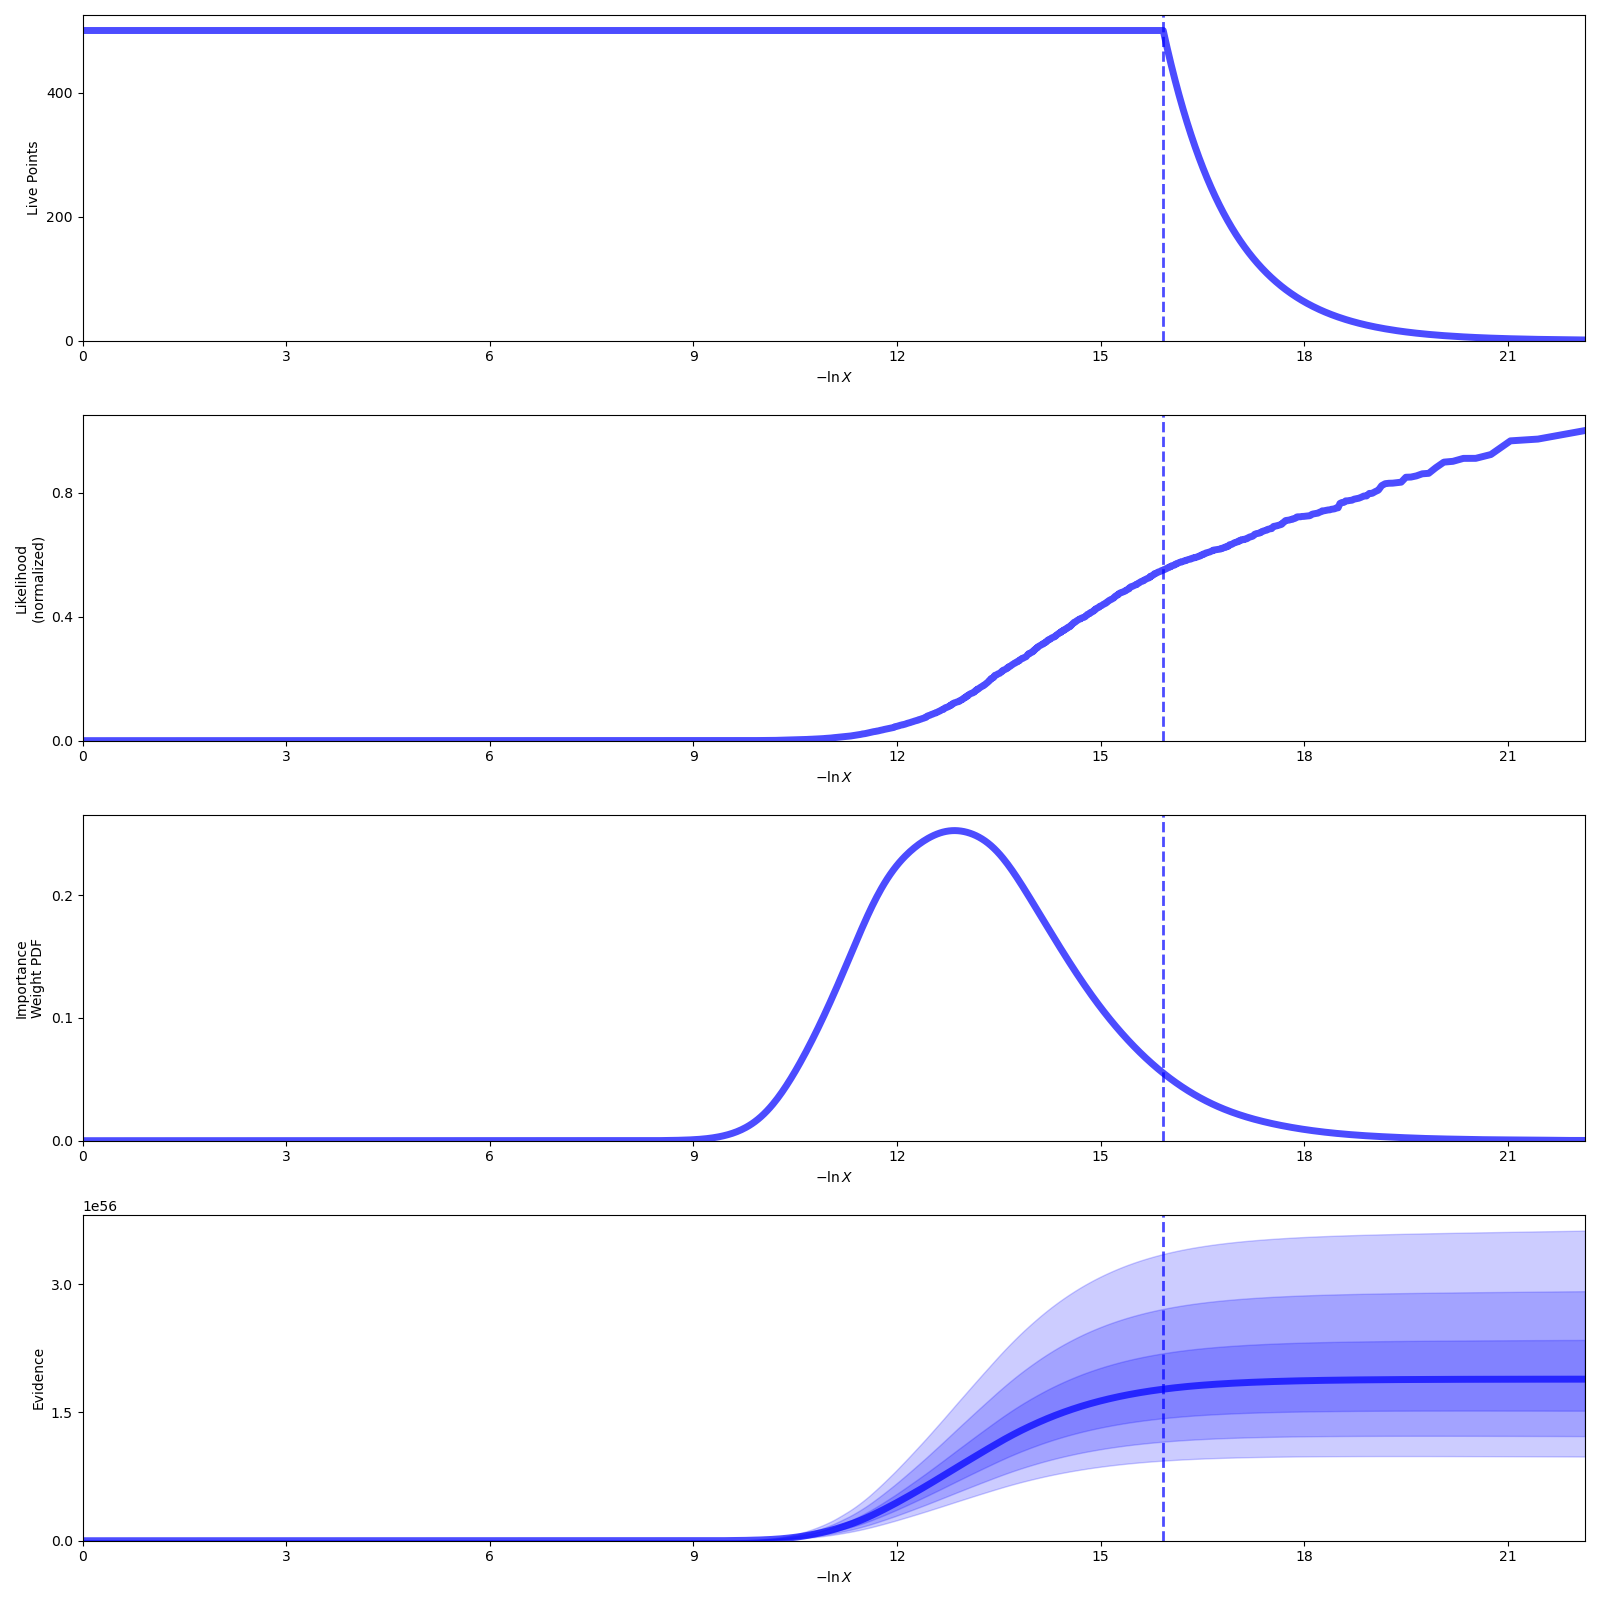 400
200
0
Live Points
0 3 6 9 12 15 18 21
−ln X
0.8
0.4
0.0
Likelihood
(normalized)
0 3 6 9 12 15 18 21
−ln X
0.2
0.1
0.0
Importance
Weight PDF
0 3 6 9 12 15 18 21
−ln X
1e56
3.0
1.5
0.0
Evidence
0 3 6 9 12 15 18 21
−ln X